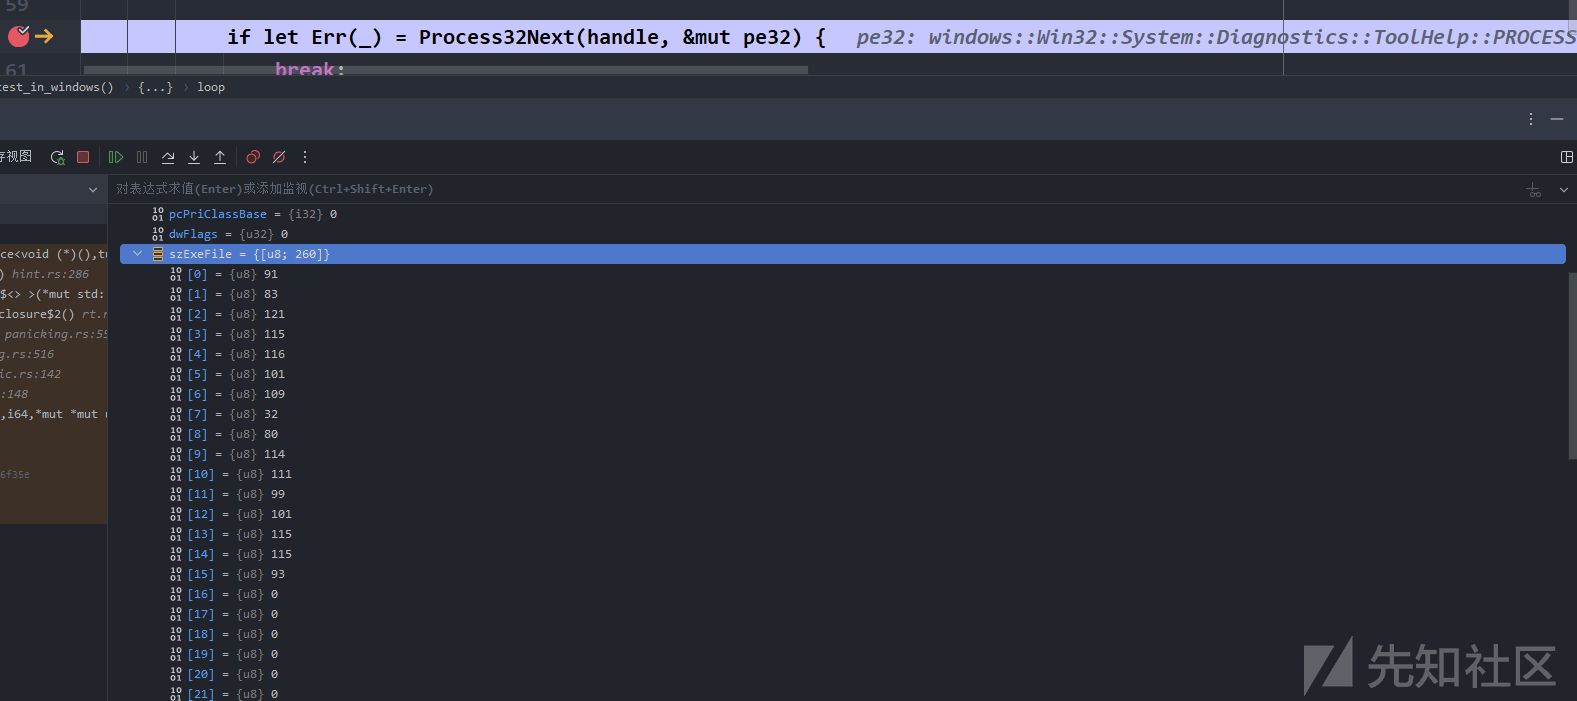 59
if let Err(_) = Process32Next(handle, &mut pe32) { pe32: windows::Win32::System::Diagnostics::ToolHelp::PROCESS
61 break;
test_in_windows() › {...} › loop
存视图
对表达式求值(Enter)或添加监视(Ctrl+Shift+Enter)
pcPriClassBase = {i32} 0
dwFlags = {u32} 0
ce<void (*)(),tu
szExeFile = {[u8; 260]}
) hint.rs:286
[0] = {u8} 91
$<> >(*mut std:
[1] = {u8} 83
closure$2() rt.r
[2] = {u8} 121
panicking.rs:55
[3] = {u8} 115
g.rs:516
[4] = {u8} 116
ic.rs:142
[5] = {u8} 101
:148
[6] = {u8} 109
,i64,*mut *mut u
[7] = {u8} 32
[8] = {u8} 80
[9] = {u8} 114
6f35e
[10] = {u8} 111
[11] = {u8} 99
[12] = {u8} 101
[13] = {u8} 115
[14] = {u8} 115
[15] = {u8} 93
[16] = {u8} 0
[17] = {u8} 0
[18] = {u8} 0
[19] = {u8} 0
[20] = {u8} 0
[21] = {u8} 0
先知社区